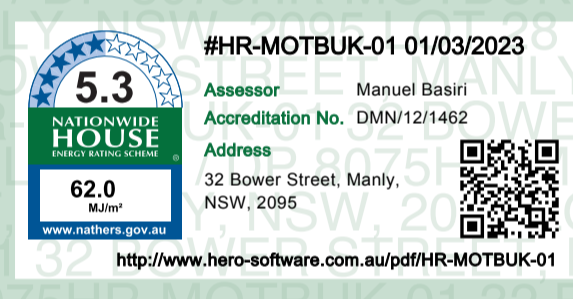 #HR-MOTBUK-01 01/03/2023
5.3
NATIONWIDE
HOUSE
ENERGY RATING SCHEME
®
62.0
MJ/m²
www.nathers.gov.au
Assessor Manuel Basiri
Accreditation No. DMN/12/1462
Address
32 Bower Street, Manly,
NSW, 2095
http://www.hero-software.com.au/pdf/HR-MOTBUK-01